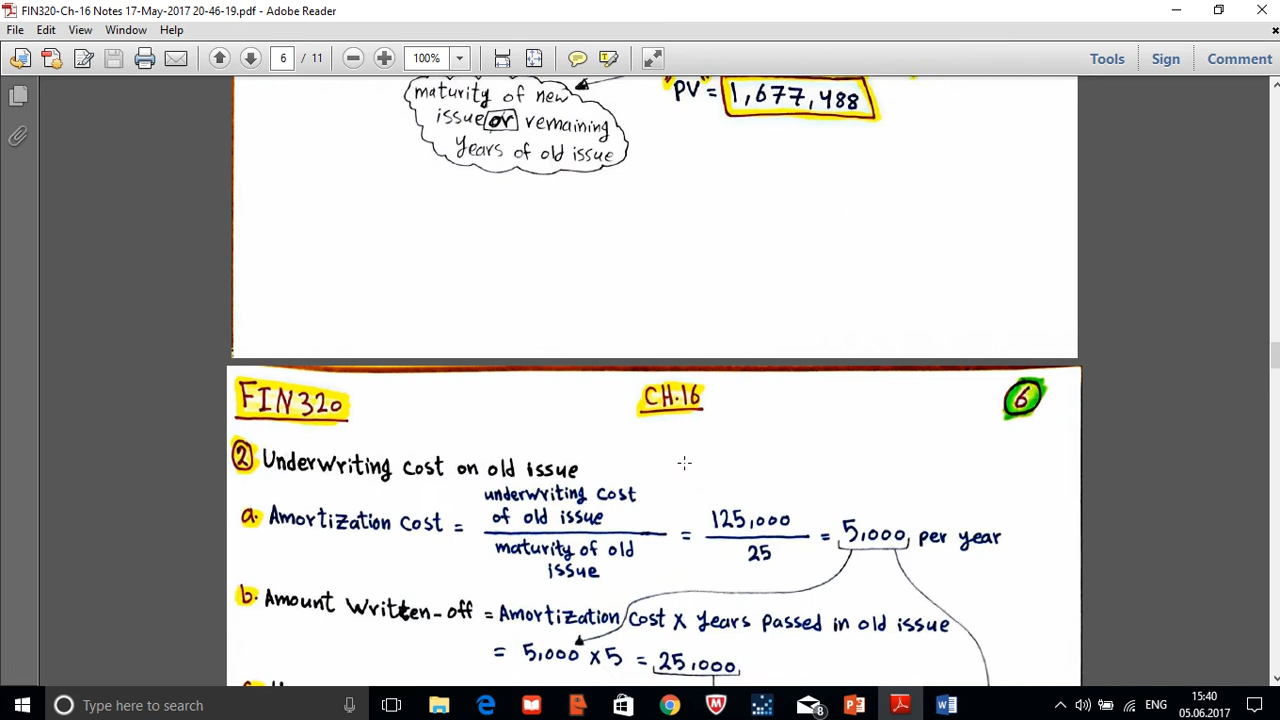 FIN320-Ch-16 Notes 17-May-2017 20-46-19.pdf - Adobe Reader
File Edit View Window Help
6 / 11 100% Tools Sign Comment
maturity of new
issue or remaining
years of old issue
"PV" = 1,677,488
FIN320 CH.16 6
2 Underwriting cost on old issue
a. Amortization cost = underwriting cost of old issue / maturity of old issue = 125,000 / 25 = 5,000 per year
b. Amount written-off = Amortization cost x years passed in old issue
= 5,000 x 5 = 25,000
Type here to search
8
ENG
15:40
05.06.2017